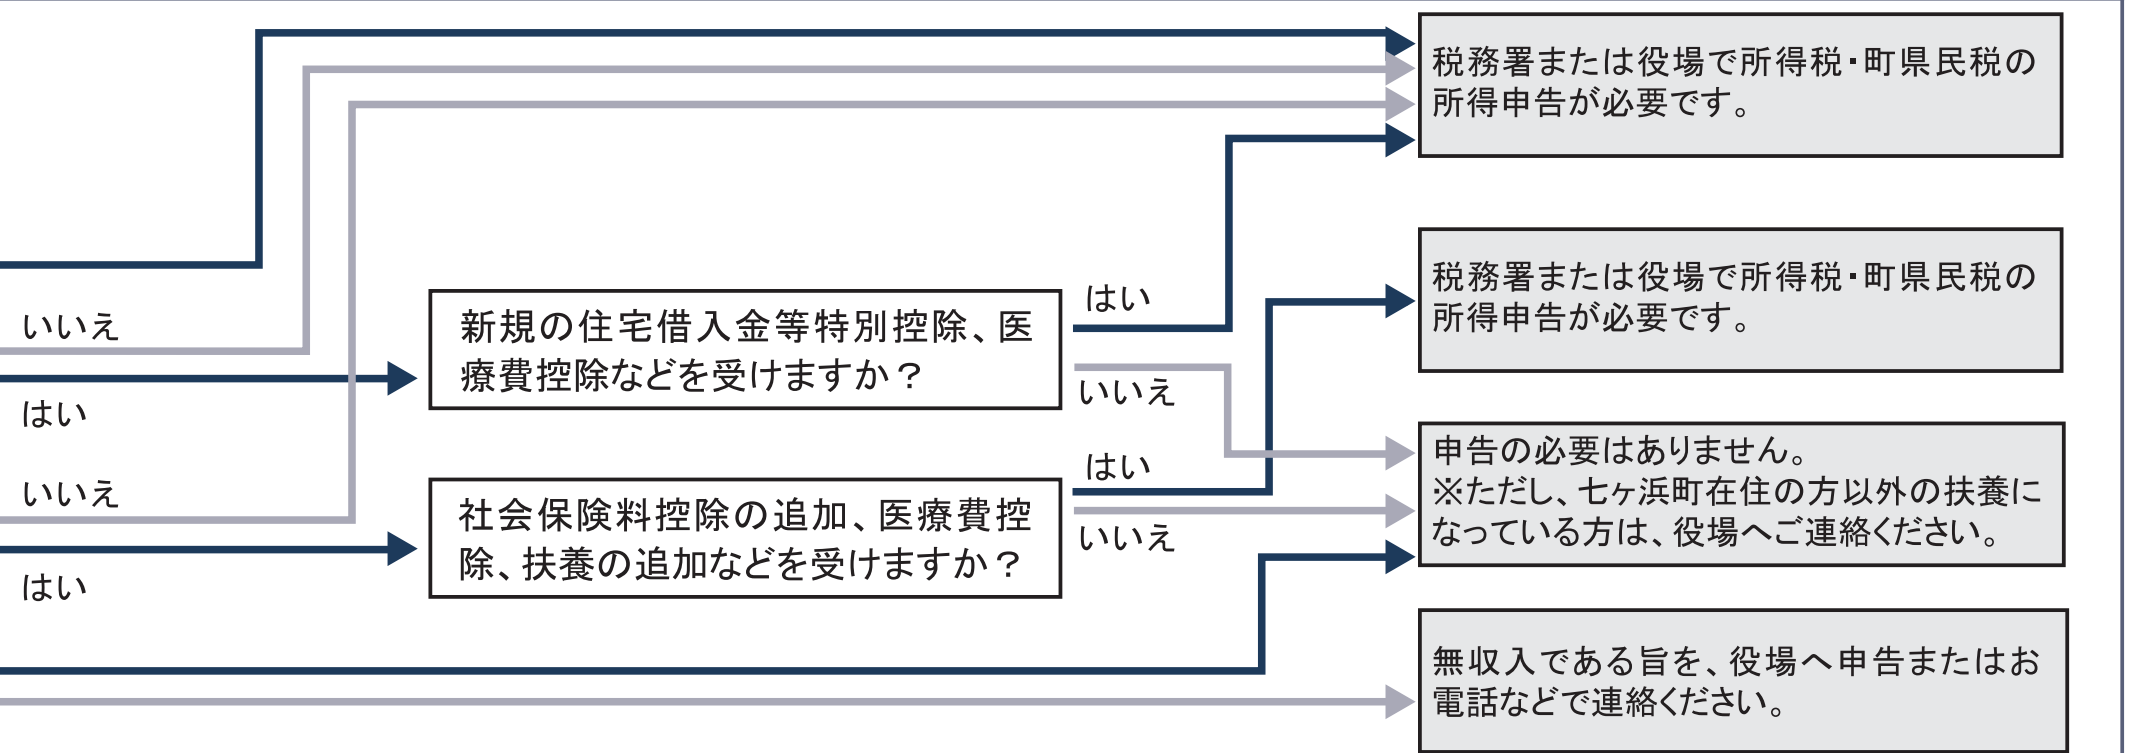 税務署または役場で所得税・町県民税の
所得申告が必要です。
税務署または役場で所得税・町県民税の
所得申告が必要です。
いいえ
はい
新規の住宅借入金等特別控除、医
療費控除などを受けますか？
はい
いいえ
いいえ
はい
社会保険料控除の追加、医療費控
除、扶養の追加などを受けますか？
はい
いいえ
申告の必要はありません。
※ただし、七ヶ浜町在住の方以外の扶養に
なっている方は、役場へご連絡ください。
無収入である旨を、役場へ申告またはお
電話などで連絡ください。